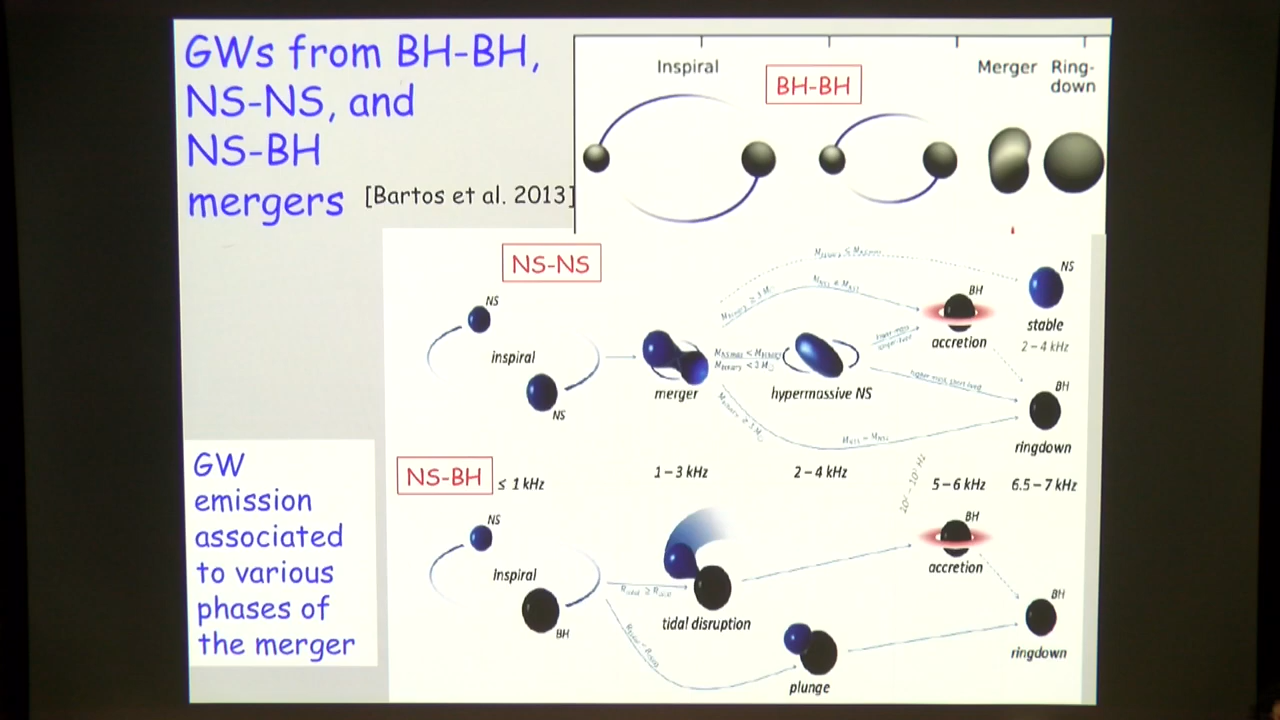 GWs from BH-BH,
NS-NS, and
NS-BH
mergers [Bartos et al. 2013]
Inspiral
BH-BH
Merger
Ring-
down
NS-NS
NS
inspiral
NS
merger
hypermassive NS
BH
accretion
NS
stable
2 – 4 kHz
BH
ringdown
NS-BH
≤ 1 kHz
1 – 3 kHz
2 – 4 kHz
5 – 6 kHz
6.5 – 7 kHz
NS
Inspiral
BH
tidal disruption
plunge
BH
accretion
BH
ringdown
GW
emission
associated
to various
phases of
the merger